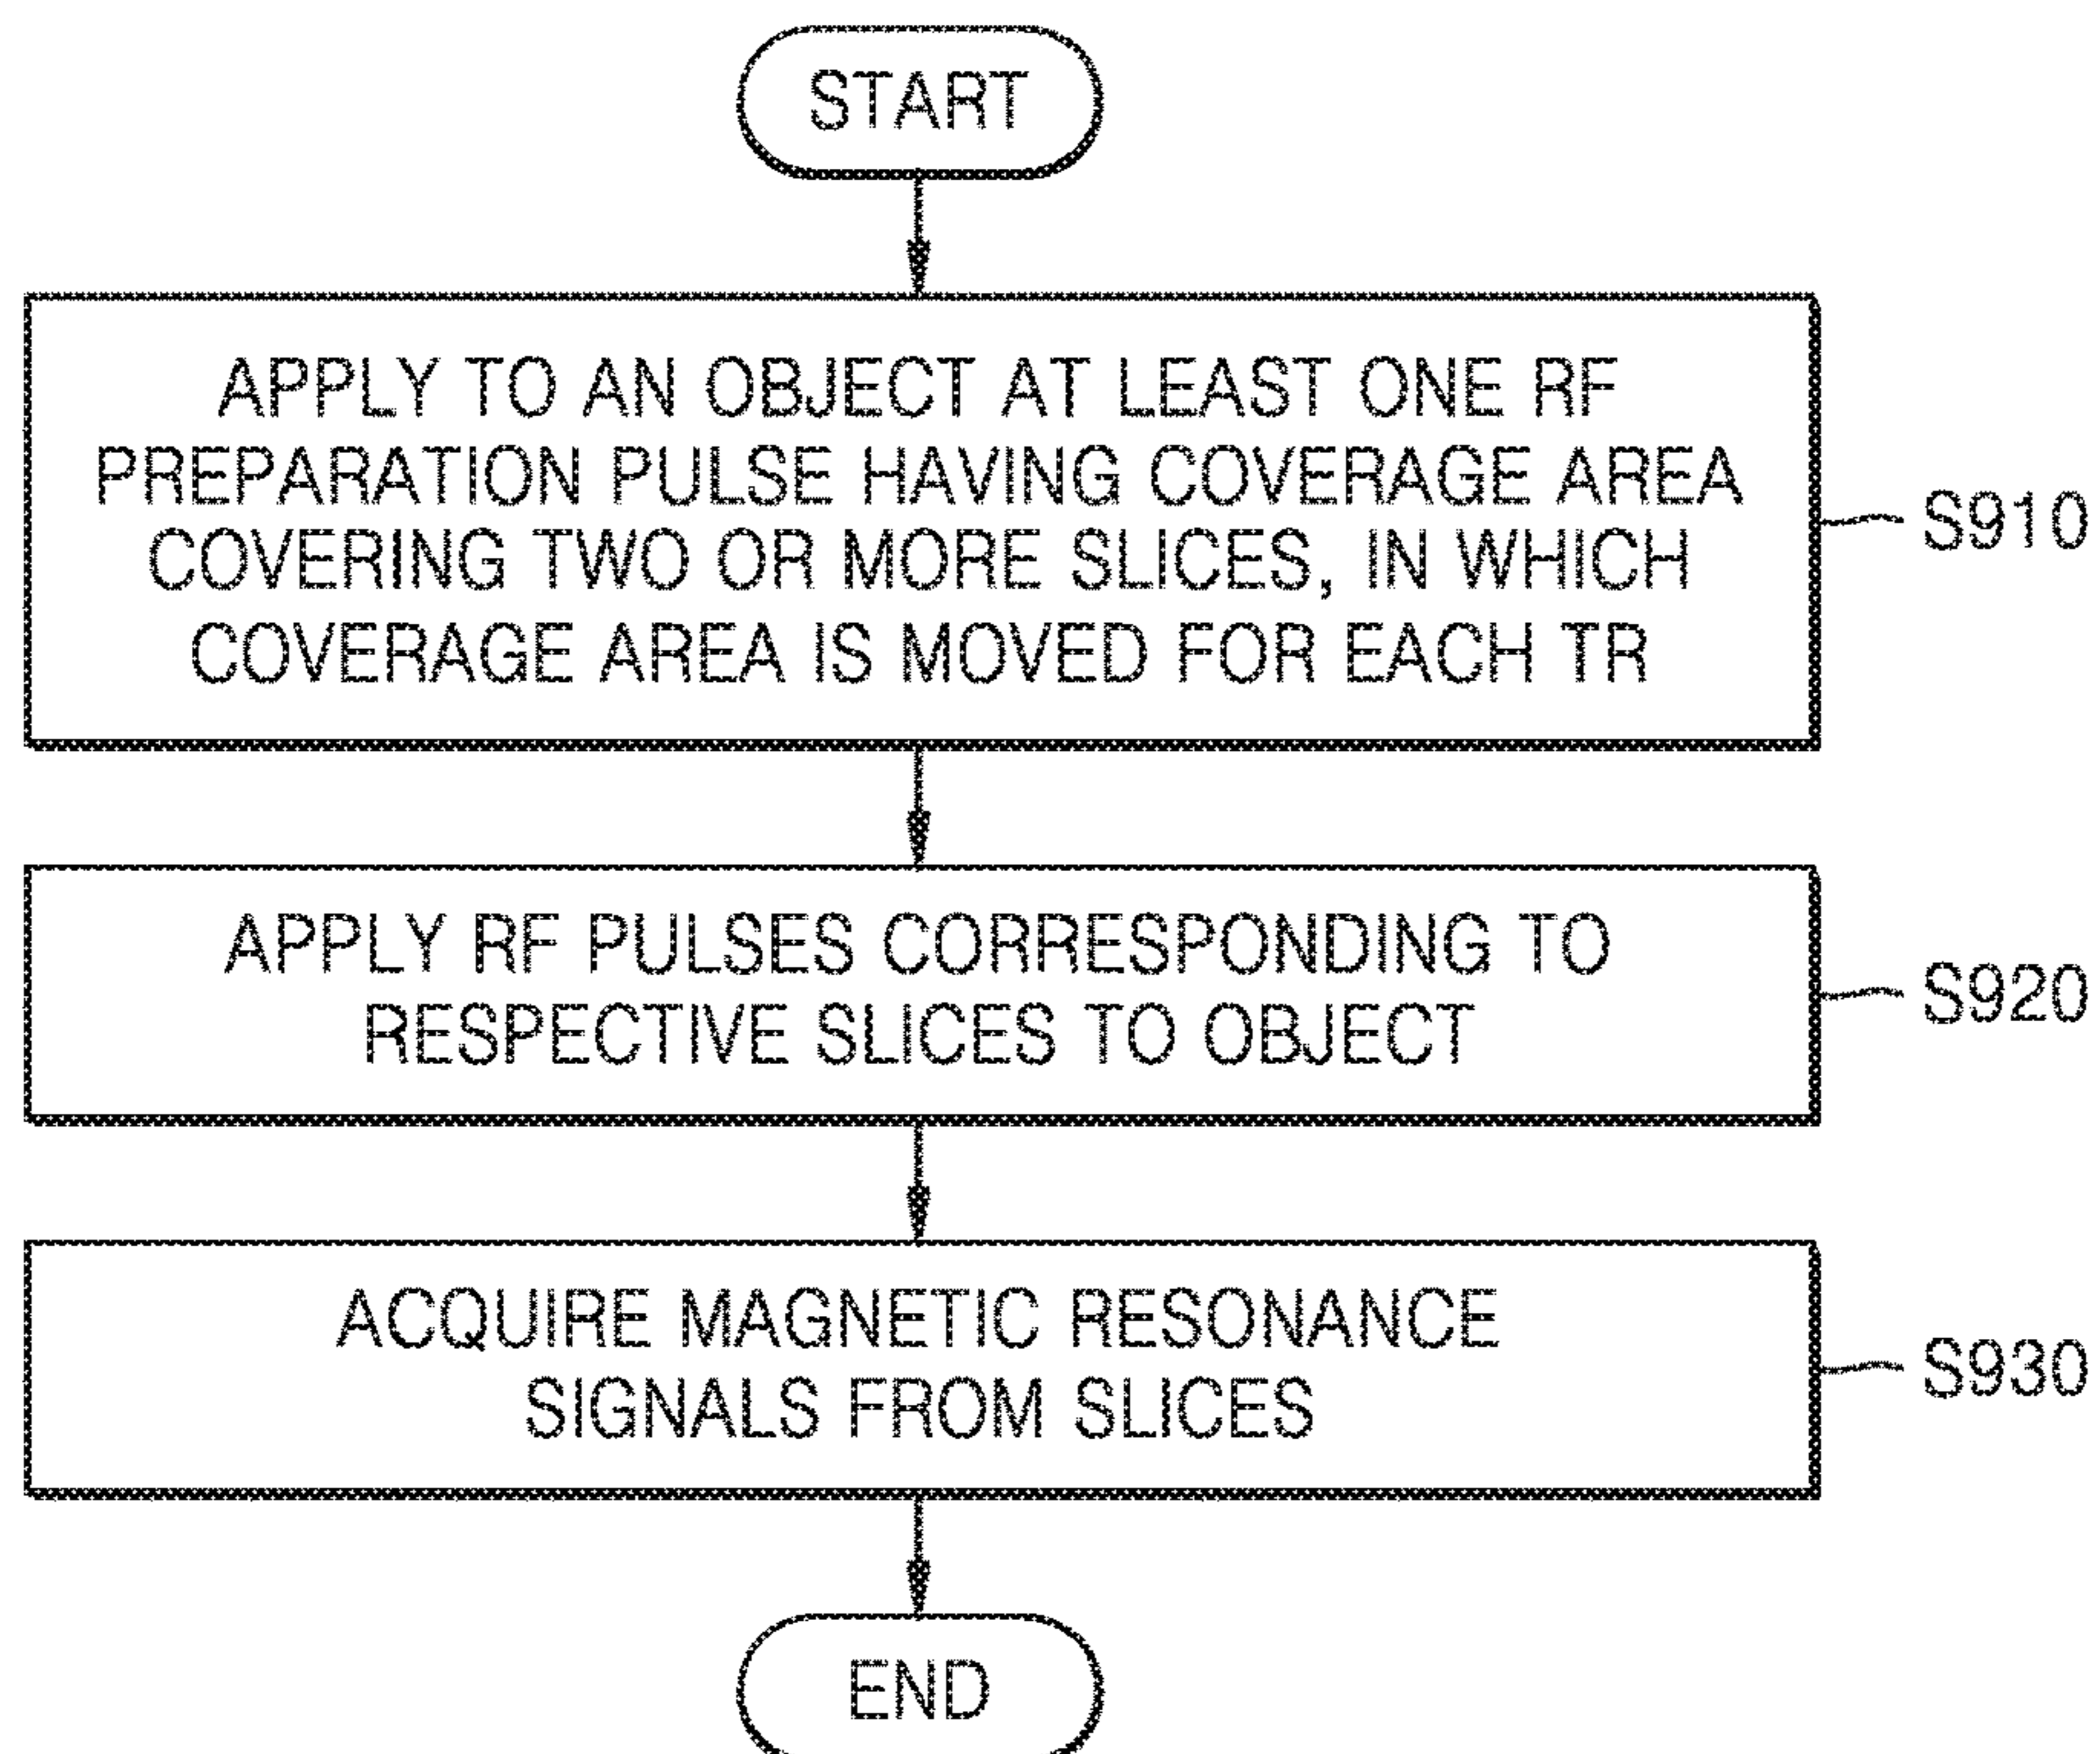 START
APPLY TO AN OBJECT AT LEAST ONE RF
PREPARATION PULSE HAVING COVERAGE AREA
COVERING TWO OR MORE SLICES, IN WHICH
COVERAGE AREA IS MOVED FOR EACH TR
S910
APPLY RF PULSES CORRESPONDING TO
RESPECTIVE SLICES TO OBJECT
S920
ACQUIRE MAGNETIC RESONANCE
SIGNALS FROM SLICES
S930
END